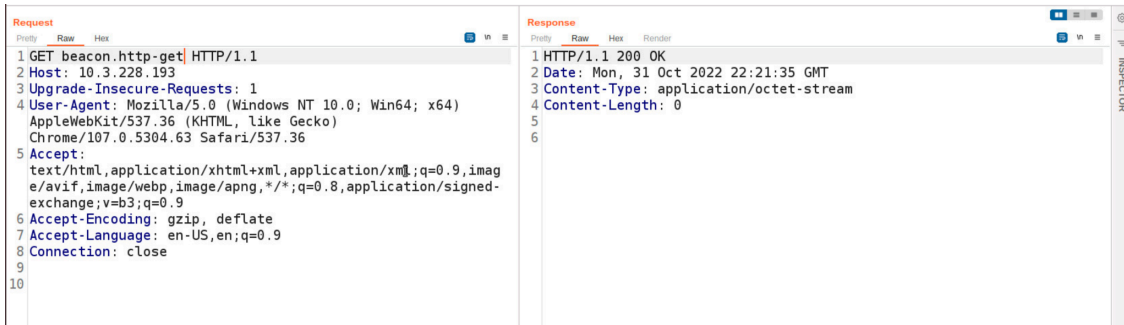 Request
Pretty Raw Hex
\n
1 GET beacon.http-get HTTP/1.1
2 Host: 10.3.228.193
3 Upgrade-Insecure-Requests: 1
4 User-Agent: Mozilla/5.0 (Windows NT 10.0; Win64; x64)
AppleWebKit/537.36 (KHTML, like Gecko)
Chrome/107.0.5304.63 Safari/537.36
5 Accept:
text/html,application/xhtml+xml,application/xml;q=0.9,imag
e/avif,image/webp,image/apng,*/*;q=0.8,application/signed-
exchange;v=b3;q=0.9
6 Accept-Encoding: gzip, deflate
7 Accept-Language: en-US,en;q=0.9
8 Connection: close
9
10
Response
Pretty Raw Hex Render
\n
1 HTTP/1.1 200 OK
2 Date: Mon, 31 Oct 2022 22:21:35 GMT
3 Content-Type: application/octet-stream
4 Content-Length: 0
5
6
INSPECTOR